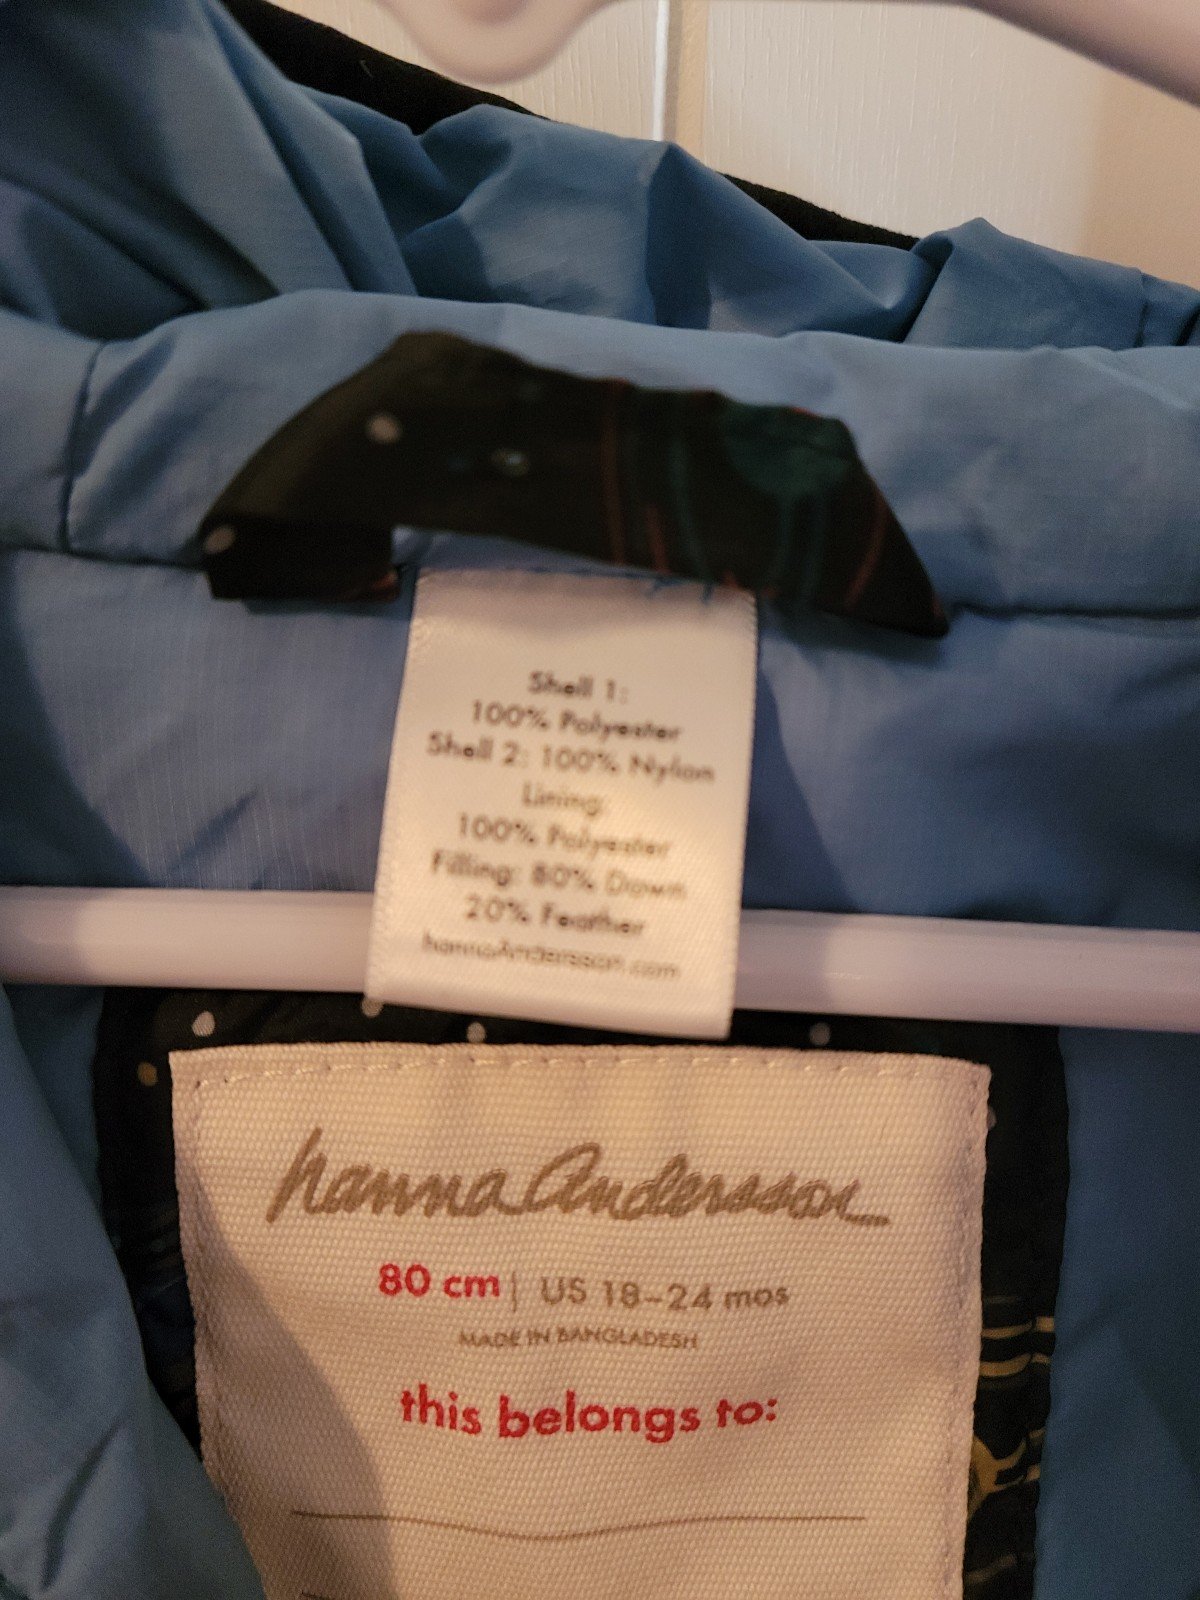 Shell 1:
100% Polyester
Shell 2: 100% Nylon
Lining:
100% Polyester
Filling: 80% Down
20% Feather
hannaAndersson.com
hanna Andersson
80 cm | US 18-24 mos
MADE IN BANGLADESH
this belongs to: